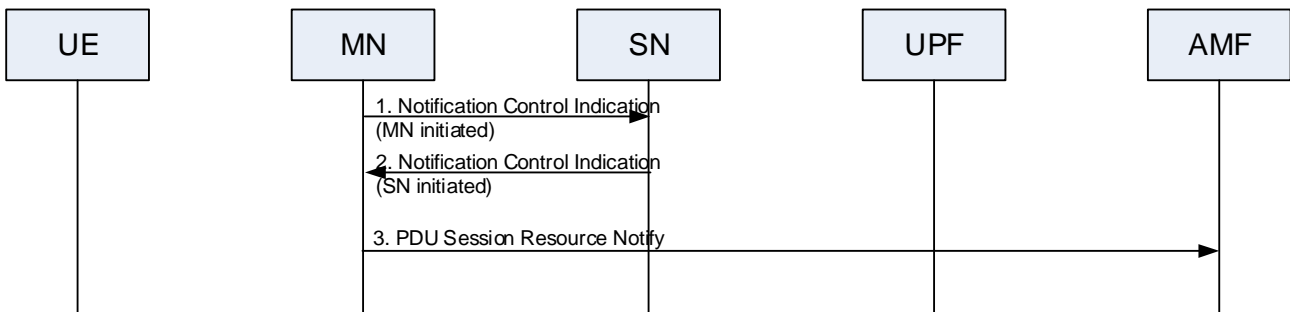 UE
MN
SN
UPF
AMF
1. Notification Control Indication
(MN initiated)
2. Notification Control Indication
(SN initiated)
3. PDU Session Resource Notify